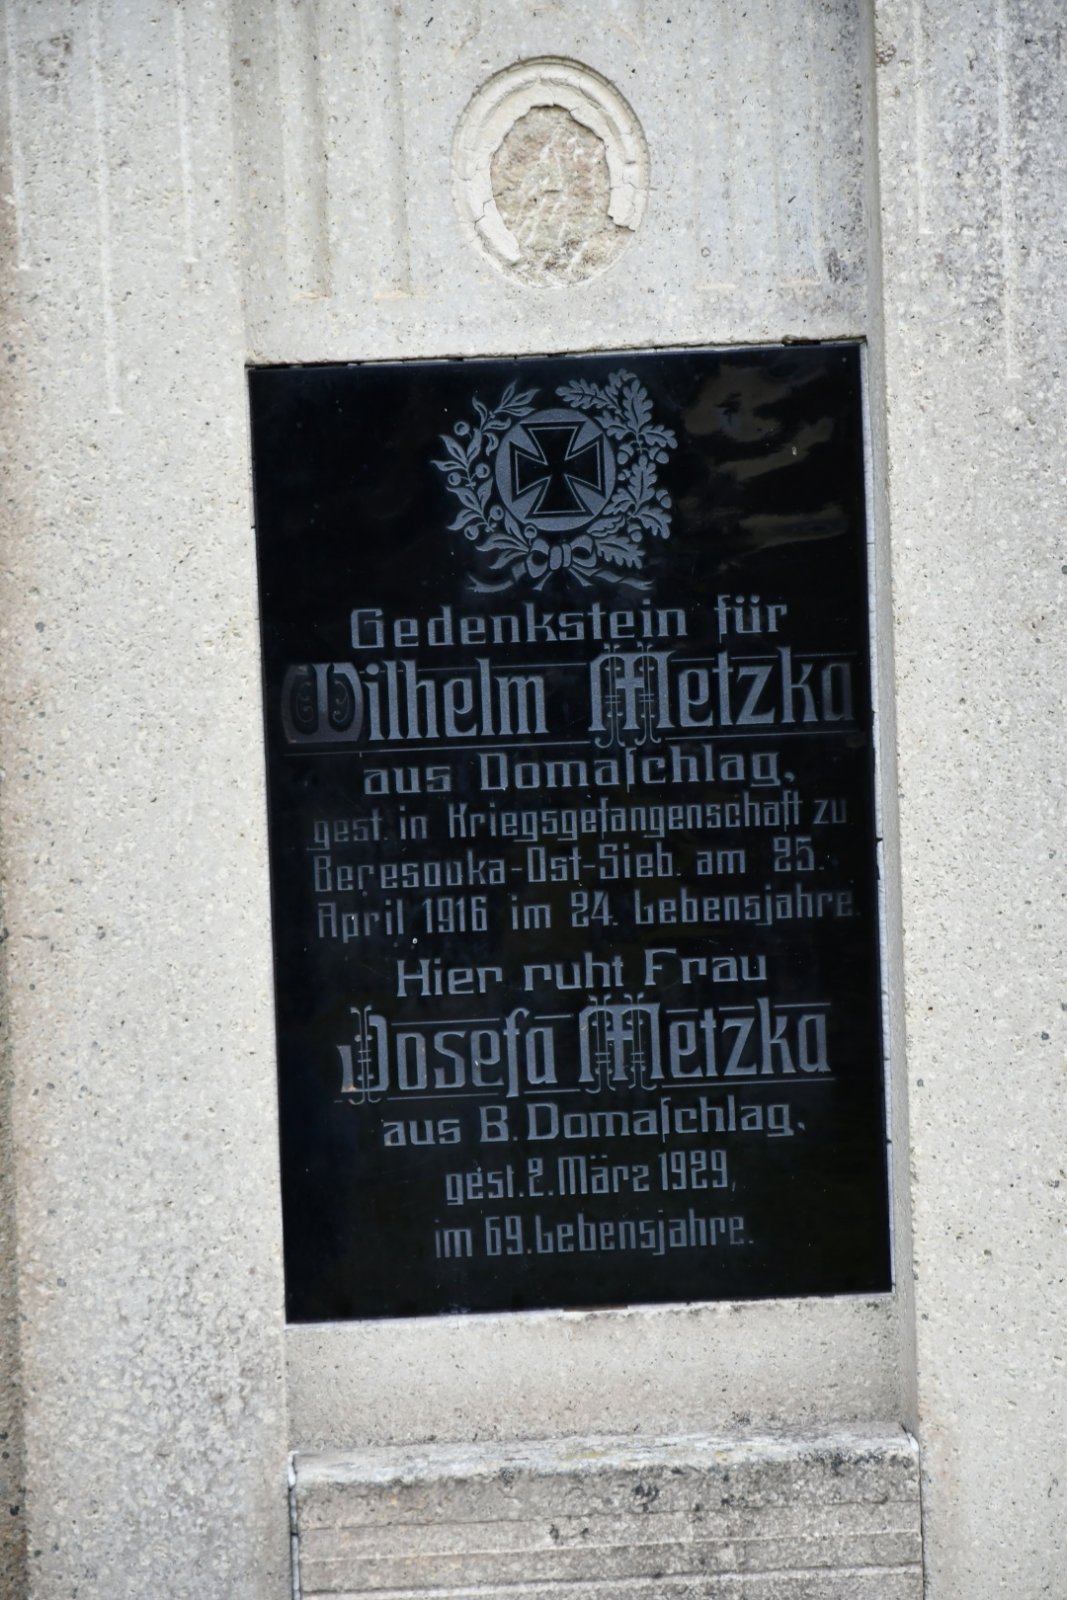 Gedenkstein für
Wilhelm Metzka
aus Domaſchlag,
gest. in Kriegsgefangenschaft zu
Beresovka-Ost-Sieb. am 25.
April 1916 im 24. Lebensjahre.
Hier ruht Frau
Josefa Metzka
aus B. Domaſchlag,
gest. 2. März 1929,
im 69. Lebensjahre.